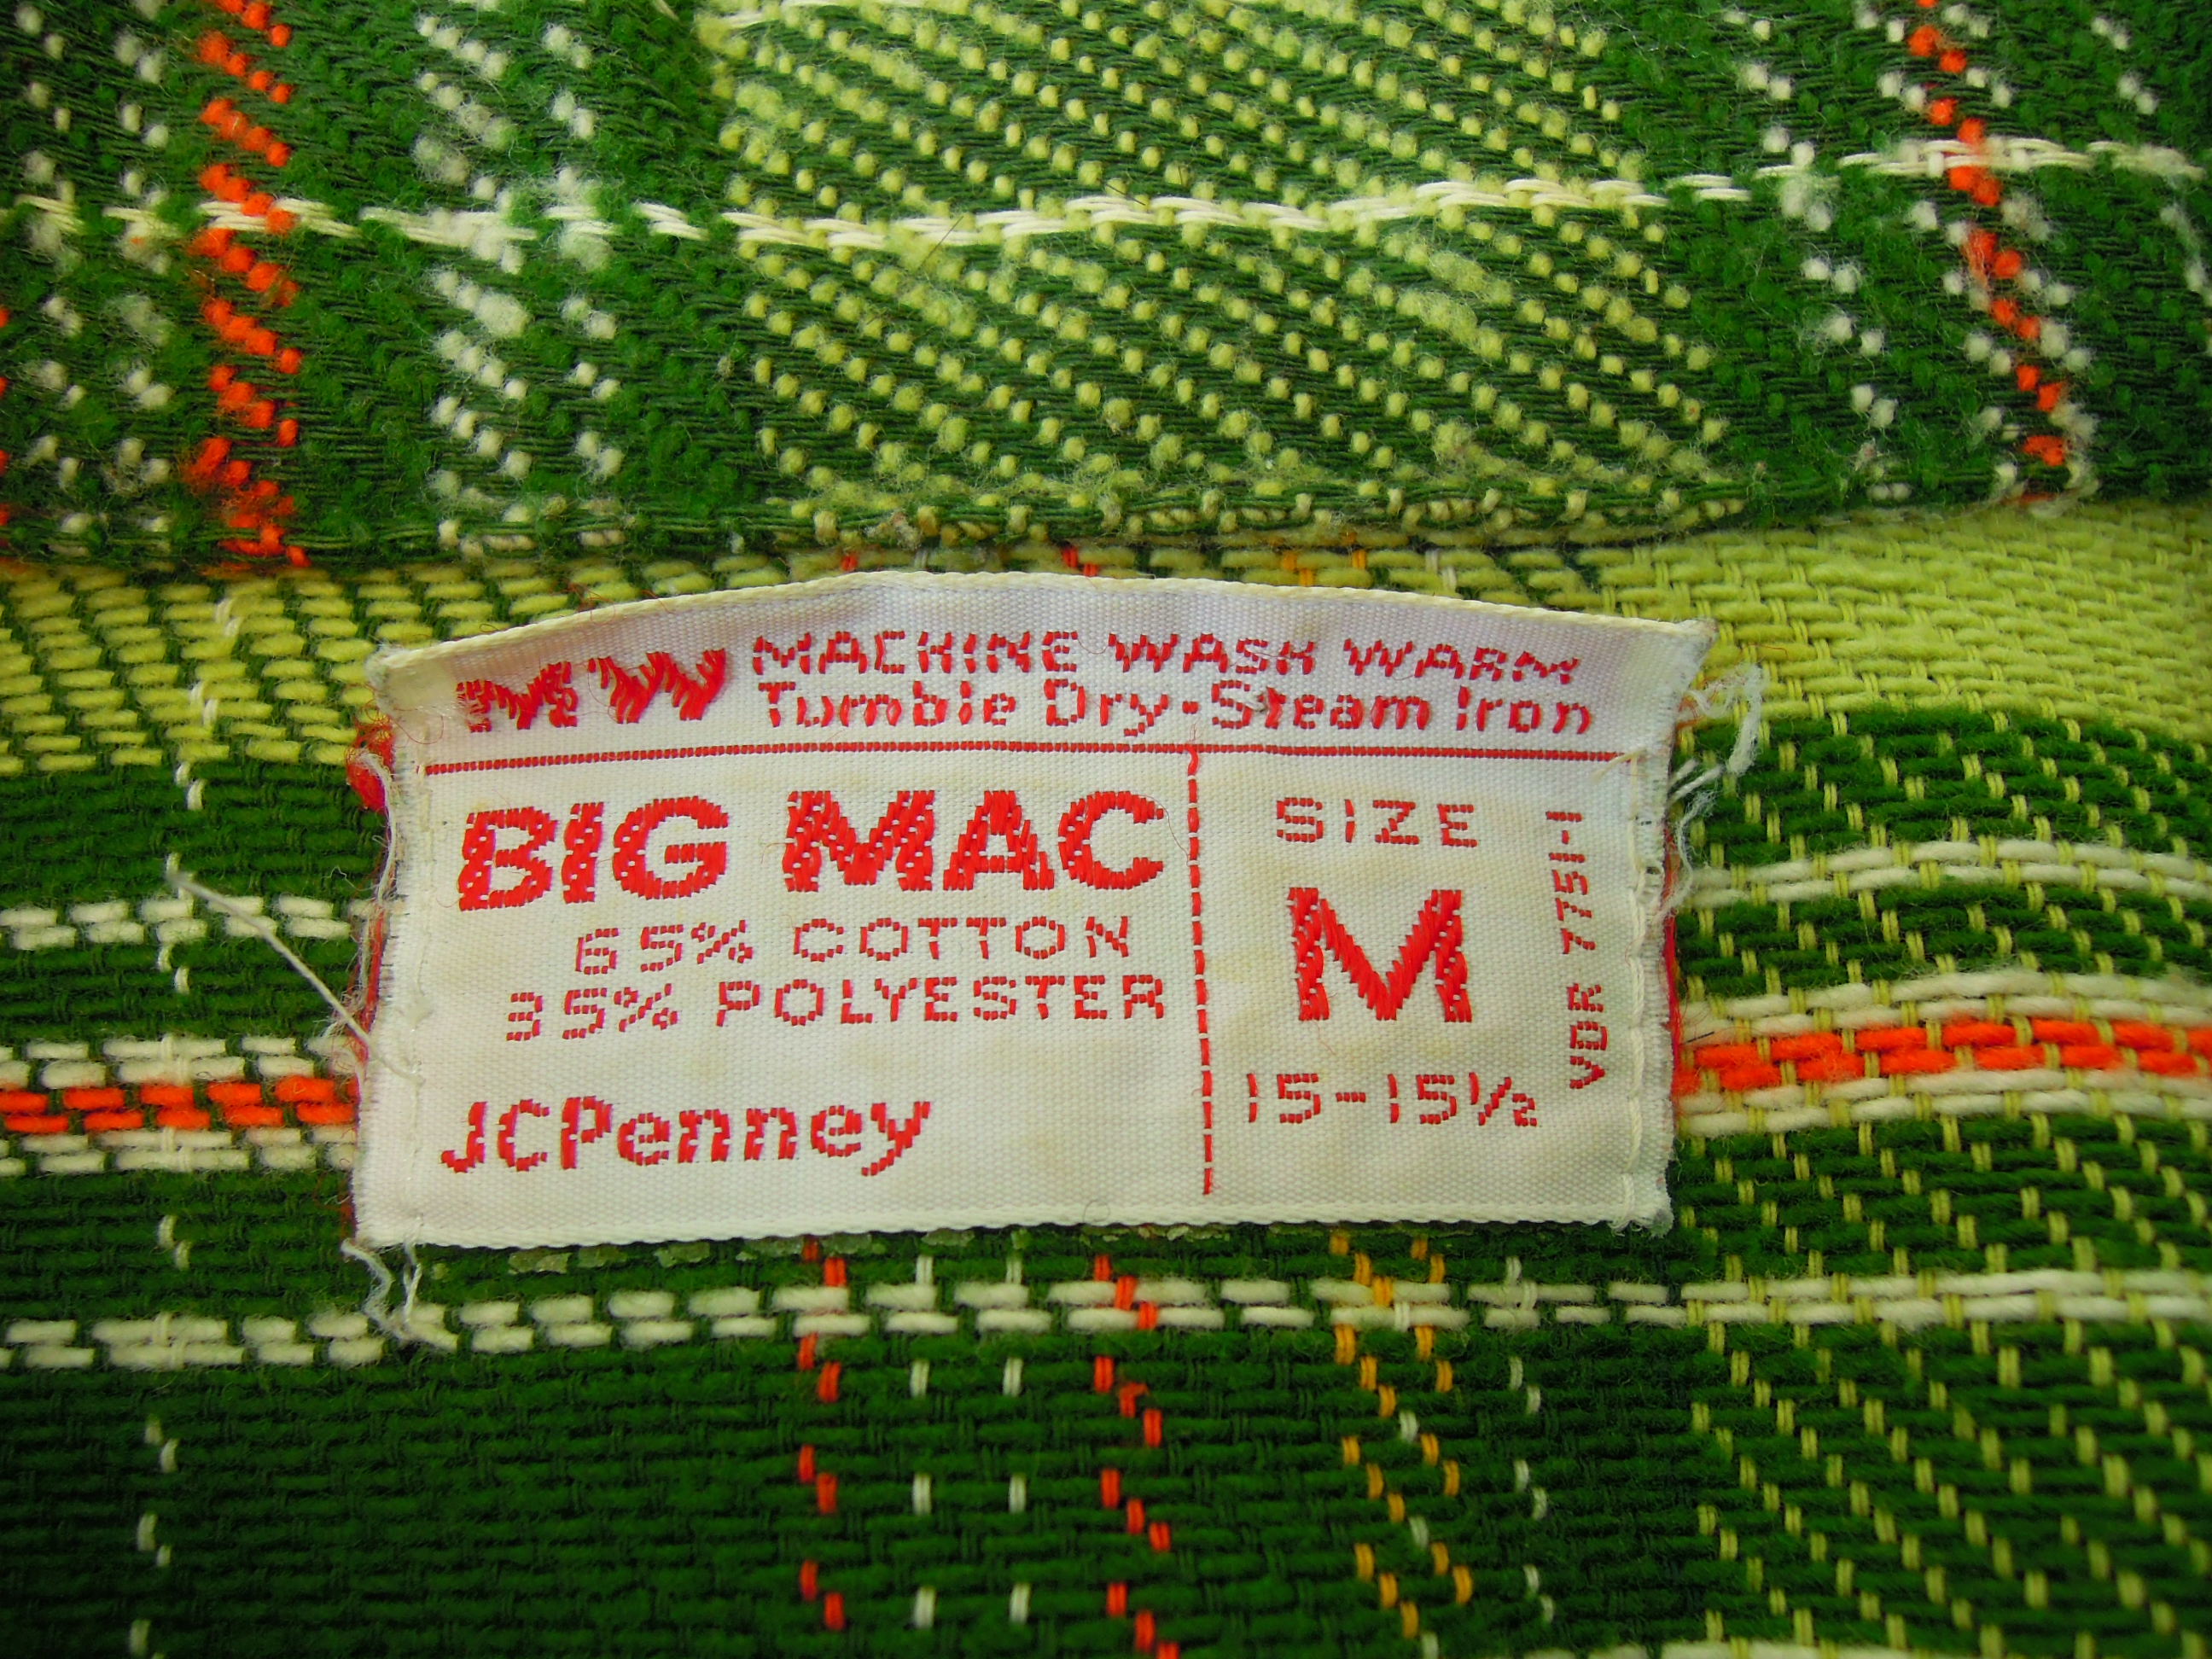 MACHINE WASH WARM
Tumble Dry-Steam Iron
BIG MAC
65% COTTON
35% POLYESTER
JCPenney
SIZE
M
15-15½
VDR 7751-1